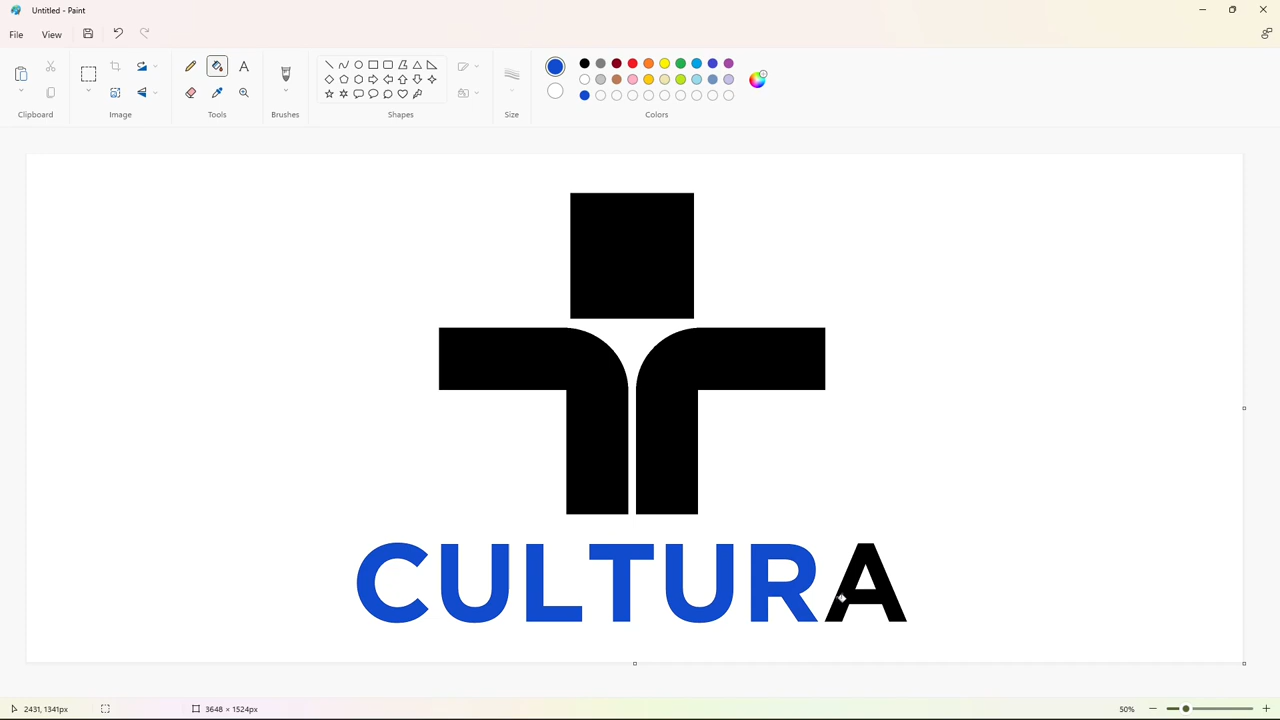 Untitled - Paint
File View
Clipboard Image Tools Brushes Shapes Size Colors
CULTURA
2431, 1341px 3648 × 1524px 50%